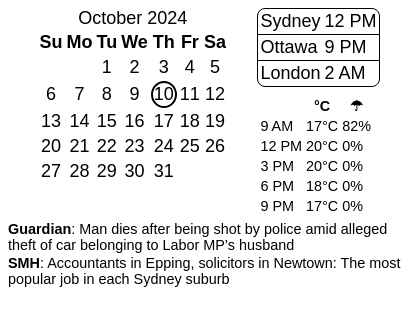 October 2024
Su Mo Tu We Th Fr Sa
1 2 3 4 5
6 7 8 9 10 11 12
13 14 15 16 17 18 19
20 21 22 23 24 25 26
27 28 29 30 31
Sydney 12 PM
Ottawa 9 PM
London 2 AM
°C ☂
9 AM 17°C 82%
12 PM 20°C 0%
3 PM 20°C 0%
6 PM 18°C 0%
9 PM 17°C 0%
Guardian: Man dies after being shot by police amid alleged
theft of car belonging to Labor MP's husband
SMH: Accountants in Epping, solicitors in Newtown: The most
popular job in each Sydney suburb